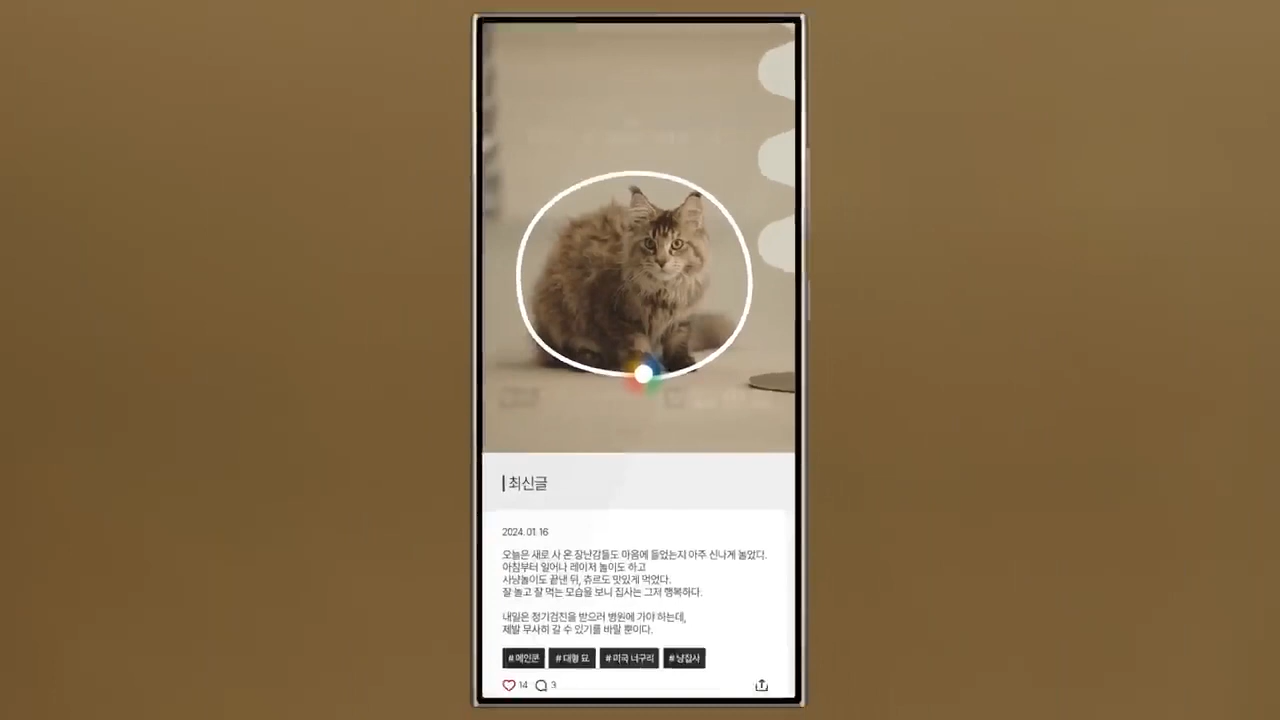 최신글
2024. 01. 16
오늘은 새로 사 온 장난감들도 마음에 들었는지 아주 신나게 놀았다.
아침부터 일어나 레이저 놀이도 하고
사냥놀이도 끝낸 뒤, 츄르도 맛있게 먹었다.
잘 놀고 잘 먹는 모습을 보니 집사는 그저 행복하다.
내일은 정기검진을 받으러 병원에 가야 하는데,
제발 무사히 갈 수 있기를 바랄 뿐이다.
#메인쿤 #대형 묘 #미국 너구리 #냥집사
14 3